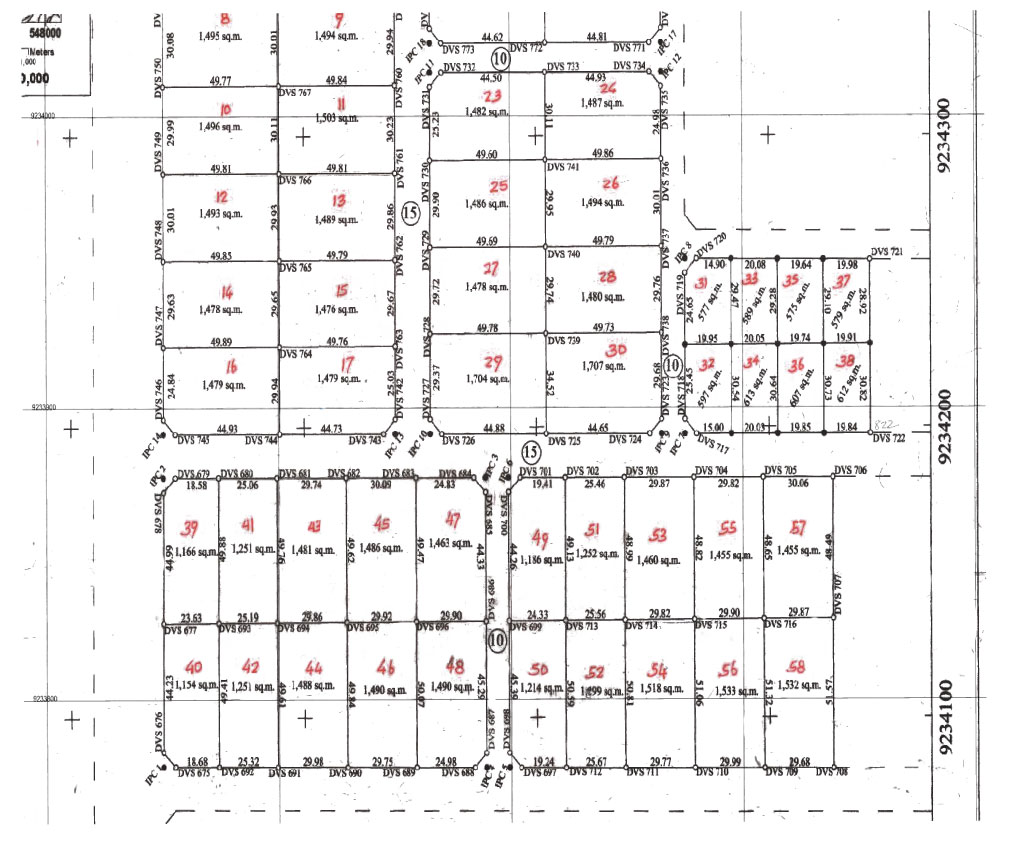 548000
Meters
8
9
1,495 sq.m.
1,494 sq.m.
30.08
30.01
29.94
IPC 18
44.62
44.81
IPC 17
DVS 773
DVS 772
DVS 771
10
DVS 750
49.77
49.84
DVS 760
DVS 767
IPC 11
DVS 732
DVS 733
DVS 734
IPC 12
44.50
44.93
DVS 731
DVS 735
23
24
1,482 sq.m.
1,487 sq.m.
25.23
30.11
24.98
10
11
1,496 sq.m.
1,503 sq.m.
29.99
30.11
30.23
9234000
9234300
DVS 749
49.81
49.81
DVS 761
DVS 766
DVS 730
49.60
49.86
DVS 736
DVS 741
12
13
1,493 sq.m.
1,489 sq.m.
30.01
29.93
29.86
15
25
26
1,486 sq.m.
1,494 sq.m.
29.90
29.95
30.01
DVS 748
49.85
49.79
DVS 762
DVS 765
DVS 729
49.69
49.79
DVS 737
DVS 740
IPC 8
DVS 720
DVS 721
14.90
20.08
19.64
19.98
14
15
1,478 sq.m.
1,476 sq.m.
29.63
29.65
29.67
27
28
1,478 sq.m.
1,480 sq.m.
29.72
29.74
29.76
DVS 719
24.65
31
33
35
37
577 sq.m.
589 sq.m.
575 sq.m.
579 sq.m.
29.47
29.28
29.10
28.92
DVS 747
49.89
49.76
DVS 763
DVS 764
DVS 728
49.78
49.73
DVS 738
DVS 739
19.95
20.05
19.74
19.91
16
17
1,479 sq.m.
1,479 sq.m.
DVS 746
24.84
29.94
25.03
DVS 742
29
30
1,704 sq.m.
1,707 sq.m.
DVS 727
29.37
34.52
29.68
DVS 723
10
DVS 718
25.45
32
34
36
38
597 sq.m.
613 sq.m.
607 sq.m.
612 sq.m.
30.54
30.64
30.73
30.82
9233900
9234200
IPC 14
44.93
44.73
IPC 13
DVS 745
DVS 744
DVS 743
IPC 10
44.88
44.65
IPC 9
DVS 726
DVS 725
DVS 724
IPC 7
15.00
20.03
19.85
19.84
822
DVS 717
DVS 722
15
IPC 2
DVS 679
DVS 680
DVS 681
DVS 682
DVS 683
DVS 684
IPC 3
IPC 6
DVS 701
DVS 702
DVS 703
DVS 704
DVS 705
DVS 706
18.58
25.06
29.74
30.09
24.83
19.41
25.46
29.87
29.82
30.06
DVS 678
DVS 685
DVS 700
39
41
43
45
47
49
51
53
55
57
1,166 sq.m.
1,251 sq.m.
1,481 sq.m.
1,486 sq.m.
1,463 sq.m.
1,186 sq.m.
1,252 sq.m.
1,460 sq.m.
1,455 sq.m.
1,455 sq.m.
44.99
49.88
49.76
49.62
49.47
44.33
44.26
49.13
48.99
48.82
48.65
48.49
DVS 686
DVS 707
23.63
25.19
29.86
29.92
29.90
24.33
25.56
29.82
29.90
29.87
DVS 677
DVS 693
DVS 694
DVS 695
DVS 696
DVS 699
DVS 713
DVS 714
DVS 715
DVS 716
10
40
42
44
46
48
50
52
54
56
58
1,154 sq.m.
1,251 sq.m.
1,488 sq.m.
1,490 sq.m.
1,490 sq.m.
1,214 sq.m.
1,299 sq.m.
1,518 sq.m.
1,533 sq.m.
1,532 sq.m.
44.23
49.41
49.61
49.84
50.07
45.29
45.39
50.59
50.81
51.06
51.32
51.57
9233800
9234100
DVS 676
DVS 687
DVS 698
18.68
25.32
29.98
29.75
24.98
19.24
25.67
29.77
29.99
29.68
DVS 675
DVS 692
DVS 691
DVS 690
DVS 689
DVS 688
IPC 4
IPC 5
DVS 697
DVS 712
DVS 711
DVS 710
DVS 709
DVS 708